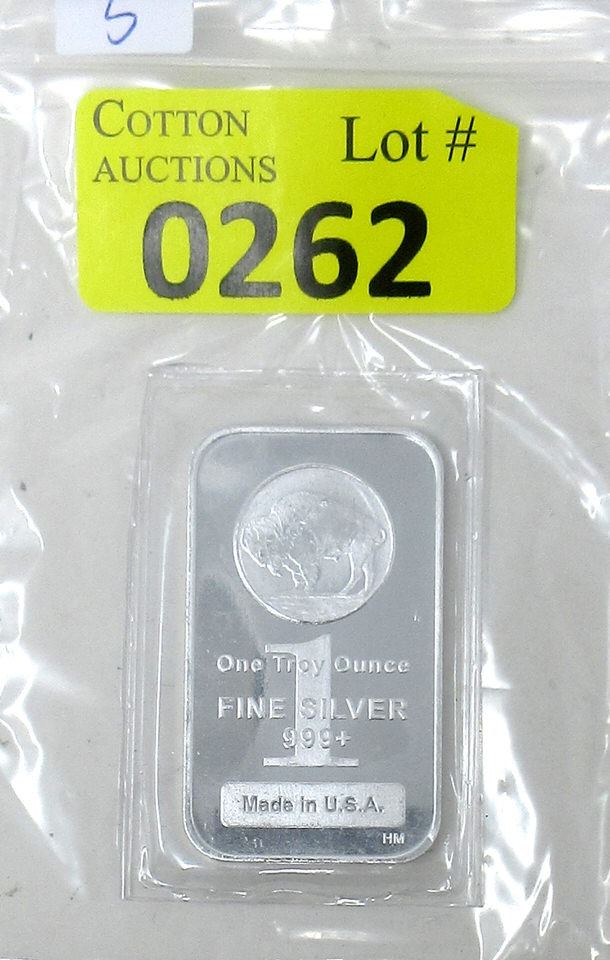 5
COTTON
AUCTIONS
Lot #
0262
One Troy Ounce
1
FINE SILVER
999+
Made in U.S.A.
HM